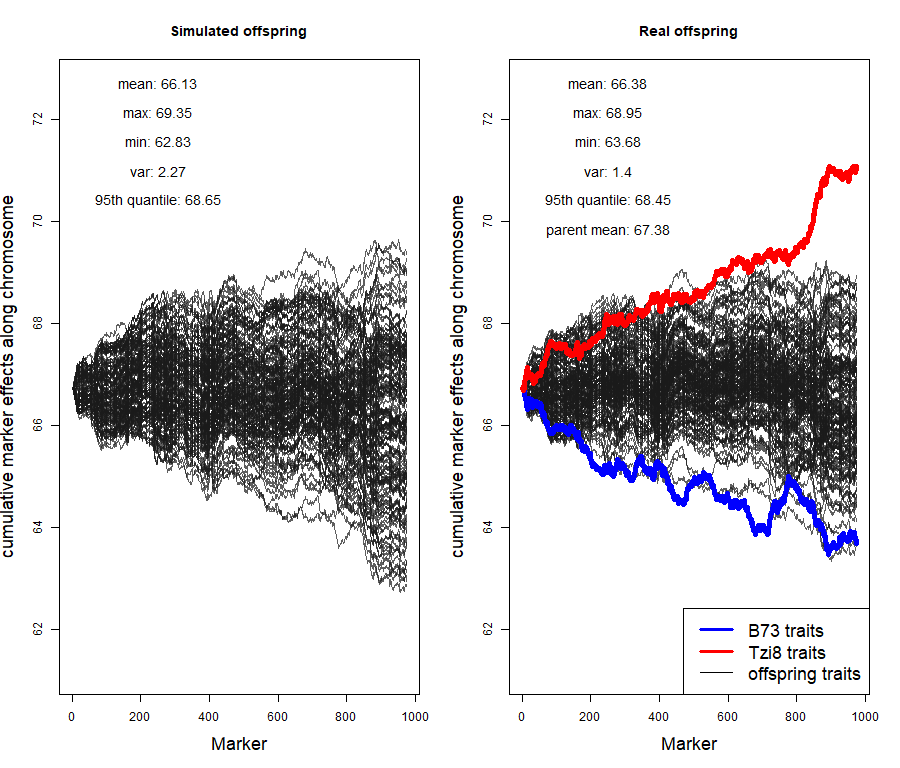 Simulated offspring
mean: 66.13
max: 69.35
min: 62.83
var: 2.27
95th quantile: 68.65
cumulative marker effects along chromosome
72
70
68
66
64
62
0 200 400 600 800 1000
Marker
Real offspring
mean: 66.38
max: 68.95
min: 63.68
var: 1.4
95th quantile: 68.45
parent mean: 67.38
cumulative marker effects along chromosome
72
70
68
66
64
62
B73 traits
Tzi8 traits
offspring traits
0 200 400 600 800 1000
Marker